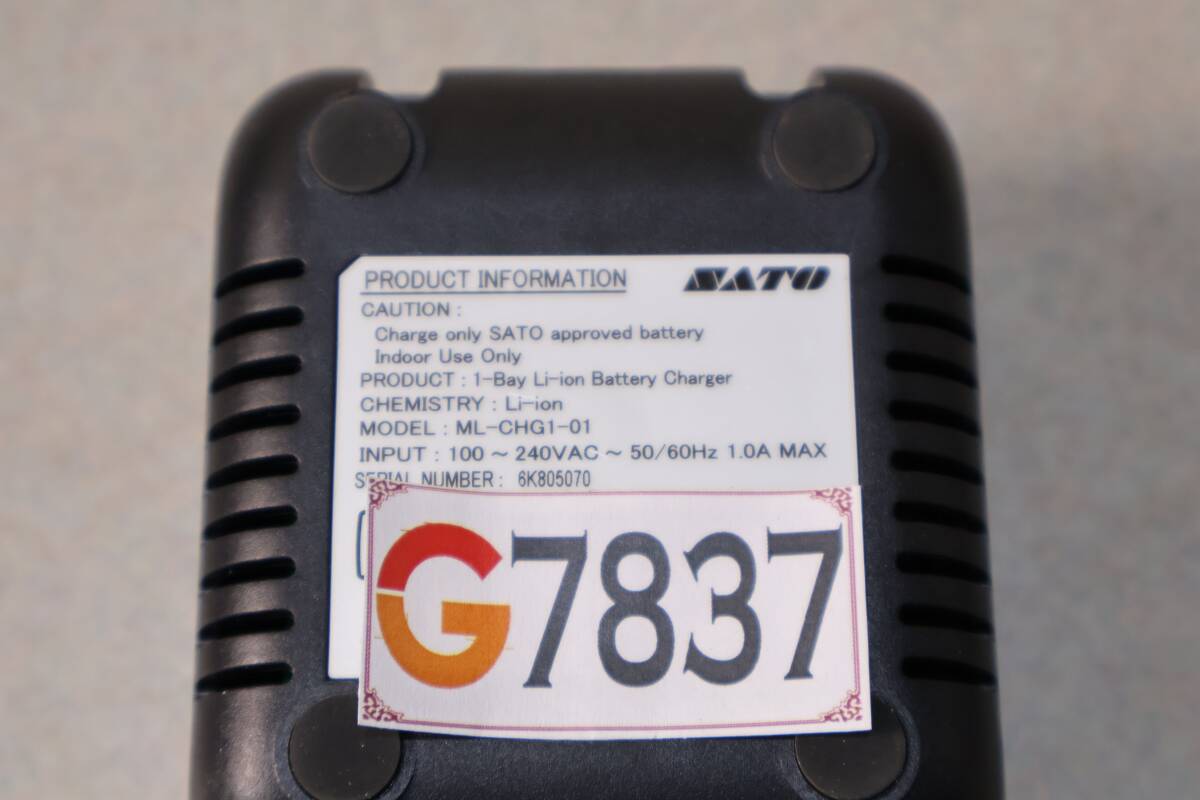 PRODUCT INFORMATION SATO
CAUTION :
Charge only SATO approved battery
Indoor Use Only
PRODUCT : 1-Bay Li-ion Battery Charger
CHEMISTRY : Li-ion
MODEL : ML-CHG1-01
INPUT : 100 ~ 240VAC ~ 50/60Hz 1.0A MAX
SERIAL NUMBER : 6K805070
G7837